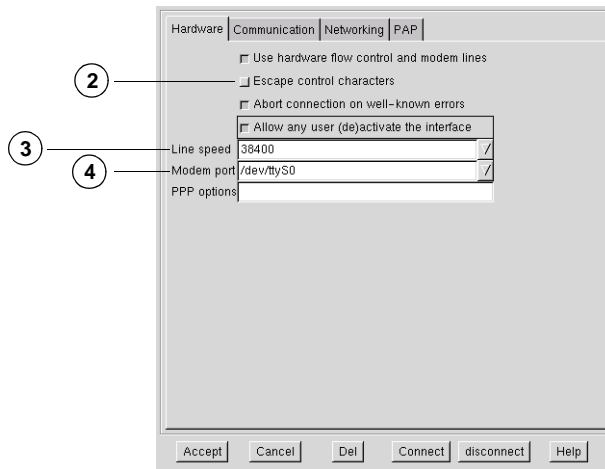 Hardware Communication Networking PAP
Use hardware flow control and modem lines
2 Escape control characters
Abort connection on well-known errors
Allow any user (de)activate the interface
3 Line speed 38400
4 Modem port /dev/ttyS0
PPP options
Accept Cancel Del Connect disconnect Help